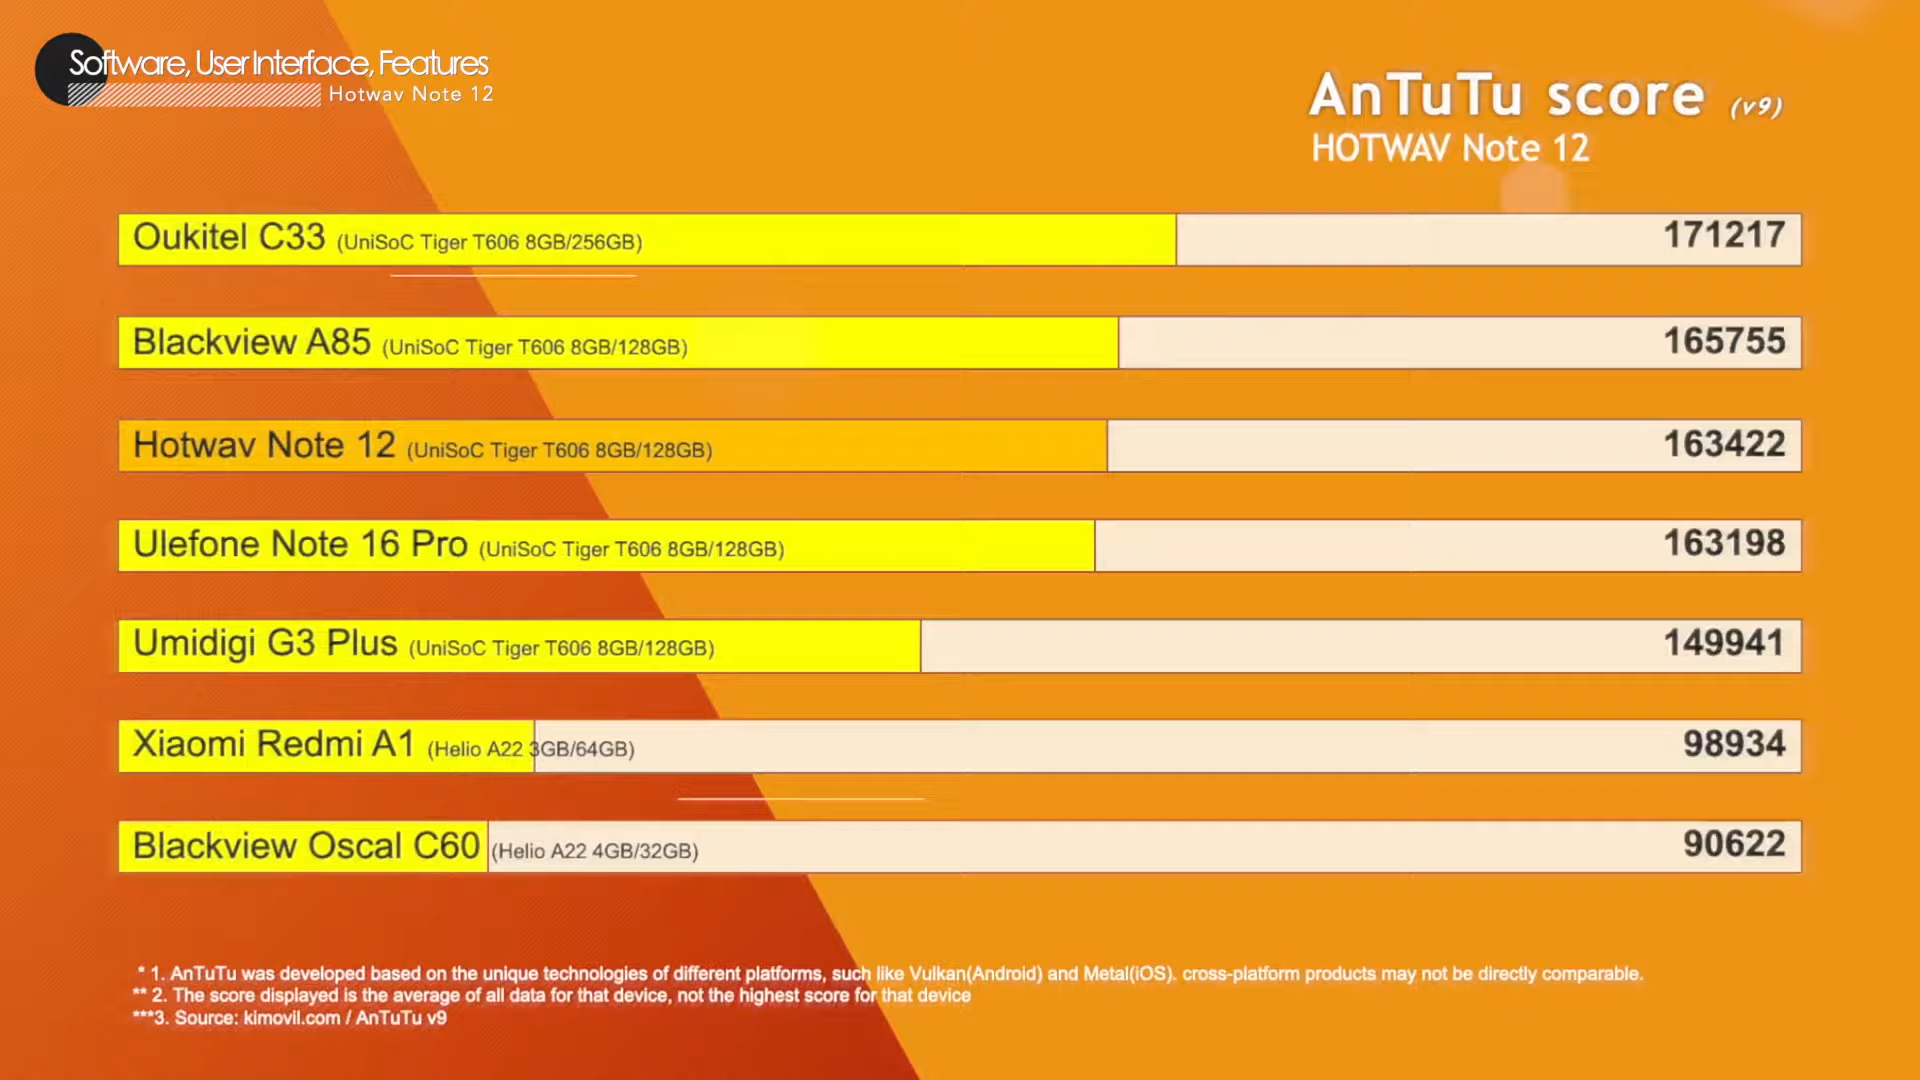 Software, User Interface, Features
Hotwav Note 12
AnTuTu score (v9)
HOTWAV Note 12
Oukitel C33 (UniSoC Tiger T606 8GB/256GB) 171217
Blackview A85 (UniSoC Tiger T606 8GB/128GB) 165755
Hotwav Note 12 (UniSoC Tiger T606 8GB/128GB) 163422
Ulefone Note 16 Pro (UniSoC Tiger T606 8GB/128GB) 163198
Umidigi G3 Plus (UniSoC Tiger T606 8GB/128GB) 149941
Xiaomi Redmi A1 (Helio A22 3GB/64GB) 98934
Blackview Oscal C60 (Helio A22 4GB/32GB) 90622
* 1. AnTuTu was developed based on the unique technologies of different platforms, such like Vulkan(Android) and Metal(iOS). cross-platform products may not be directly comparable.
** 2. The score displayed is the average of all data for that device, not the highest score for that device
***3. Source: kimovil.com / AnTuTu v9